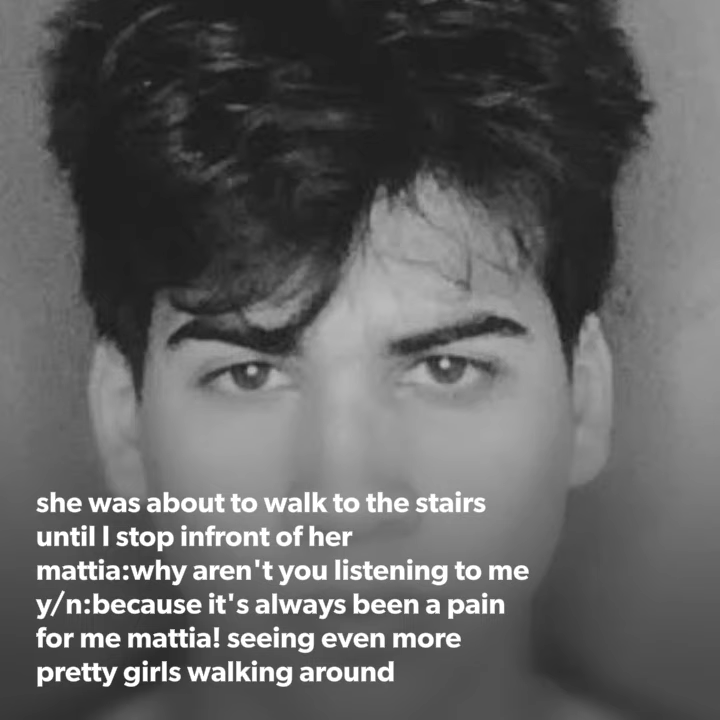 she was about to walk to the stairs
until I stop infront of her
mattia:why aren't you listening to me
y/n:because it's always been a pain
for me mattia! seeing even more
pretty girls walking around